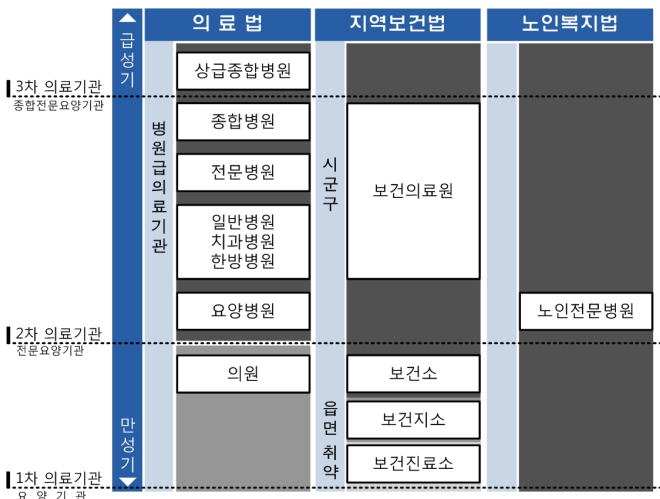 의료법
지역보건법
노인복지법
급성기
3차 의료기관
종합전문요양기관
병원급의료기관
상급종합병원
종합병원
전문병원
일반병원
치과병원
한방병원
요양병원
시군구
보건의료원
노인전문병원
2차 의료기관
전문요양기관
의원
보건소
읍면
보건지소
취약
보건진료소
만성기
1차 의료기관
요 양 기 관